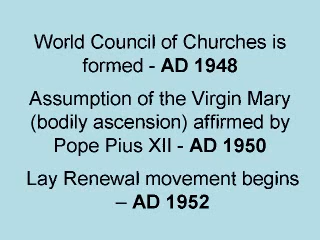 World Council of Churches is
formed - AD 1948
Assumption of the Virgin Mary
(bodily ascension) affirmed by
Pope Pius XII - AD 1950
Lay Renewal movement begins
– AD 1952